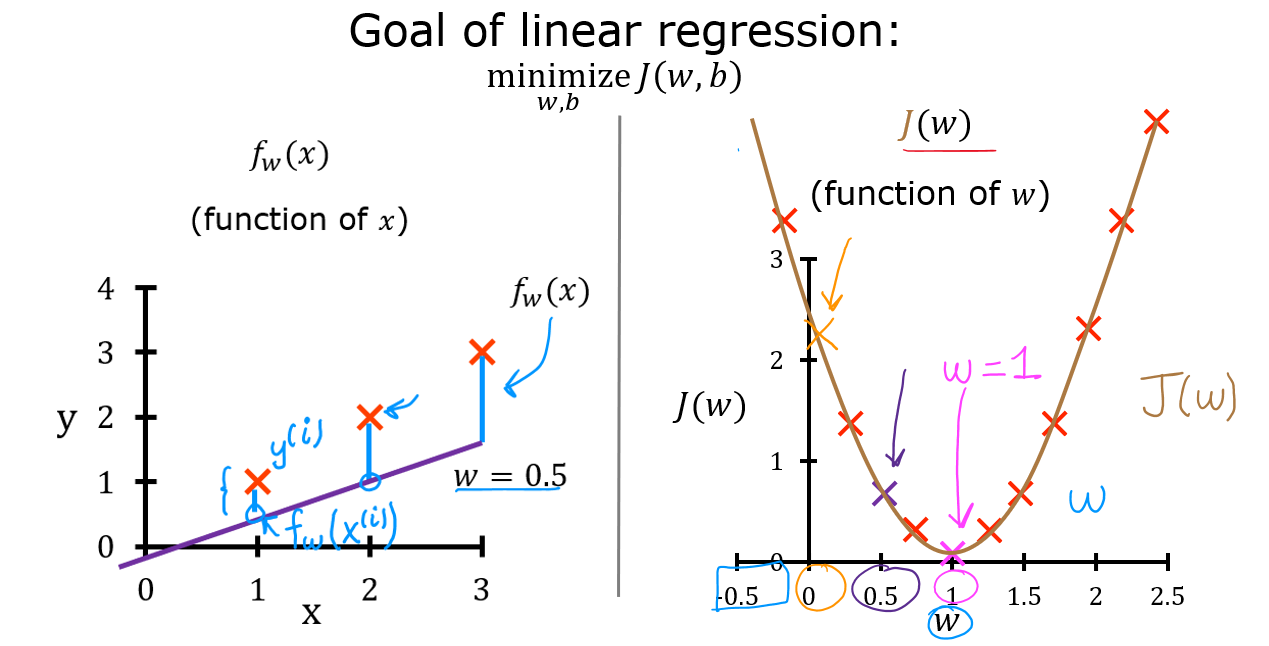 Goal of linear regression:
minimize J(w, b)
w,b
f_w(x)
(function of x)
f_w(x)
4
3
2
1
0
y
y^(i)
f_w(x^(i))
w = 0.5
0 1 2 3
x
J(w)
(function of w)
3
2
1
0
J(w)
w=1
J(w)
w
-0.5 0 0.5 1 1.5 2 2.5
w